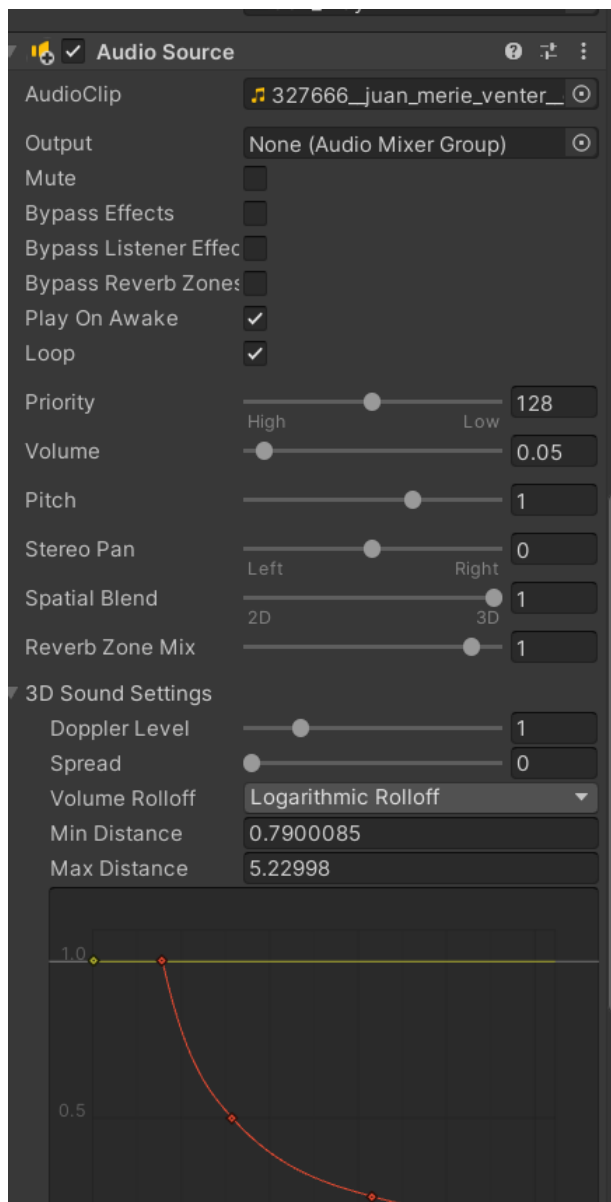 Audio Source
AudioClip 327666__juan_merie_venter__
Output None (Audio Mixer Group)
Mute
Bypass Effects
Bypass Listener Effec
Bypass Reverb Zones
Play On Awake
Loop
Priority 128
High Low
Volume 0.05
Pitch 1
Stereo Pan 0
Left Right
Spatial Blend 1
2D 3D
Reverb Zone Mix 1
3D Sound Settings
Doppler Level 1
Spread 0
Volume Rolloff Logarithmic Rolloff
Min Distance 0.7900085
Max Distance 5.22998
1.0
0.5